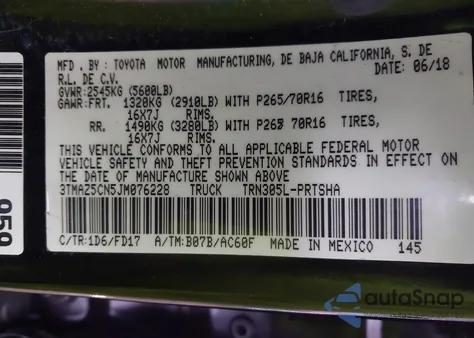 MFD. BY: TOYOTA MOTOR MANUFACTURING, DE BAJA CALIFORNIA, S. DE
R.L. DE C.V. DATE: 06/18
GVWR:2545KG (5600LB)
GAWR:FRT. 1320KG (2910LB) WITH P265/70R16 TIRES,
16X7J RIMS,
RR. 1490KG (3280LB) WITH P265 70R16 TIRES,
16X7J RIMS.
THIS VEHICLE CONFORMS TO ALL APPLICABLE FEDERAL MOTOR
VEHICLE SAFETY AND THEFT PREVENTION STANDARDS IN EFFECT ON
THE DATE OF MANUFACTURE SHOWN ABOVE
3TMAZ5CN5JM076228 TRUCK TRN305L-PRTSHA
C/TR:1D6/FD17 A/TM:B07B/AC60F MADE IN MEXICO 145
050
autoSnap